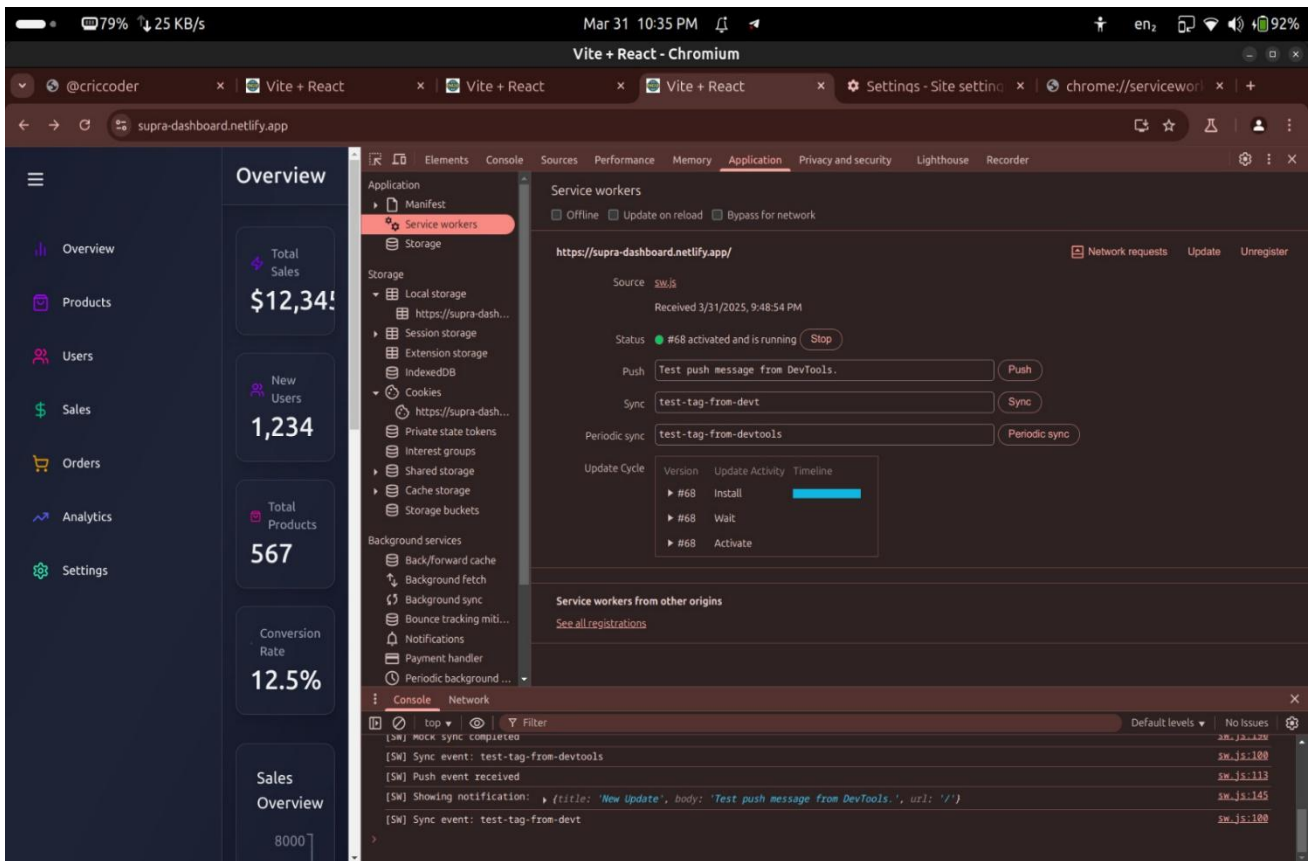 79% 25 KB/s Mar 31 10:35 PM en₂ 92%
Vite + React - Chromium
@criccoder Vite + React Vite + React Vite + React Settings - Site setting chrome://servicewor
supra-dashboard.netlify.app
Elements Console Sources Performance Memory Application Privacy and security Lighthouse Recorder
Overview
Overview
Products
Users
Sales
Orders
Analytics
Settings
Total
Sales
$12,345
New
Users
1,234
Total
Products
567
Conversion
Rate
12.5%
Sales
Overview
8000
Application
Manifest
Service workers
Storage
Storage
Local storage
https://supra-dash...
Session storage
Extension storage
IndexedDB
Cookies
https://supra-dash...
Private state tokens
Interest groups
Shared storage
Cache storage
Storage buckets
Background services
Back/forward cache
Background fetch
Background sync
Bounce tracking miti...
Notifications
Payment handler
Periodic background ...
Service workers
Offline Update on reload Bypass for network
https://supra-dashboard.netlify.app/ Network requests Update Unregister
Source sw.js
Received 3/31/2025, 9:48:54 PM
Status #68 activated and is running Stop
Push Test push message from DevTools. Push
Sync test-tag-from-devt Sync
Periodic sync test-tag-from-devtools Periodic sync
Update Cycle Version Update Activity Timeline
#68 Install
#68 Wait
#68 Activate
Service workers from other origins
See all registrations
Console Network
top Filter Default levels No Issues
[SW] Mock sync completed sw.js:190
[SW] Sync event: test-tag-from-devtools sw.js:100
[SW] Push event received sw.js:113
[SW] Showing notification: {title: 'New Update', body: 'Test push message from DevTools.', url: '/'} sw.js:145
[SW] Sync event: test-tag-from-devt sw.js:100